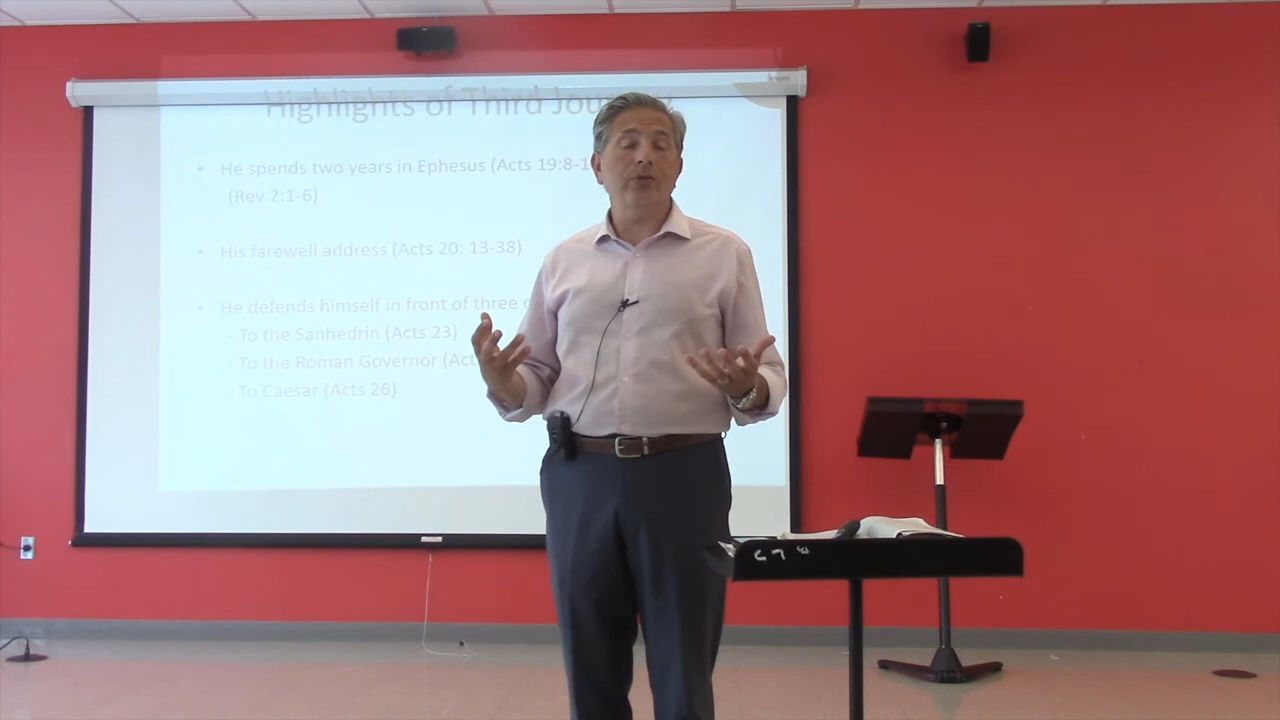 Highlights of Third
• He spends two years in Ephesus (Acts 19:8-1
(Rev 2:1-6)
• His farewell address (Acts 20: 13-38)
• He defends himself in front of three
- To the Sanhedrin (Acts 23)
- To the Roman Governor
- To Caesar (Acts 26)